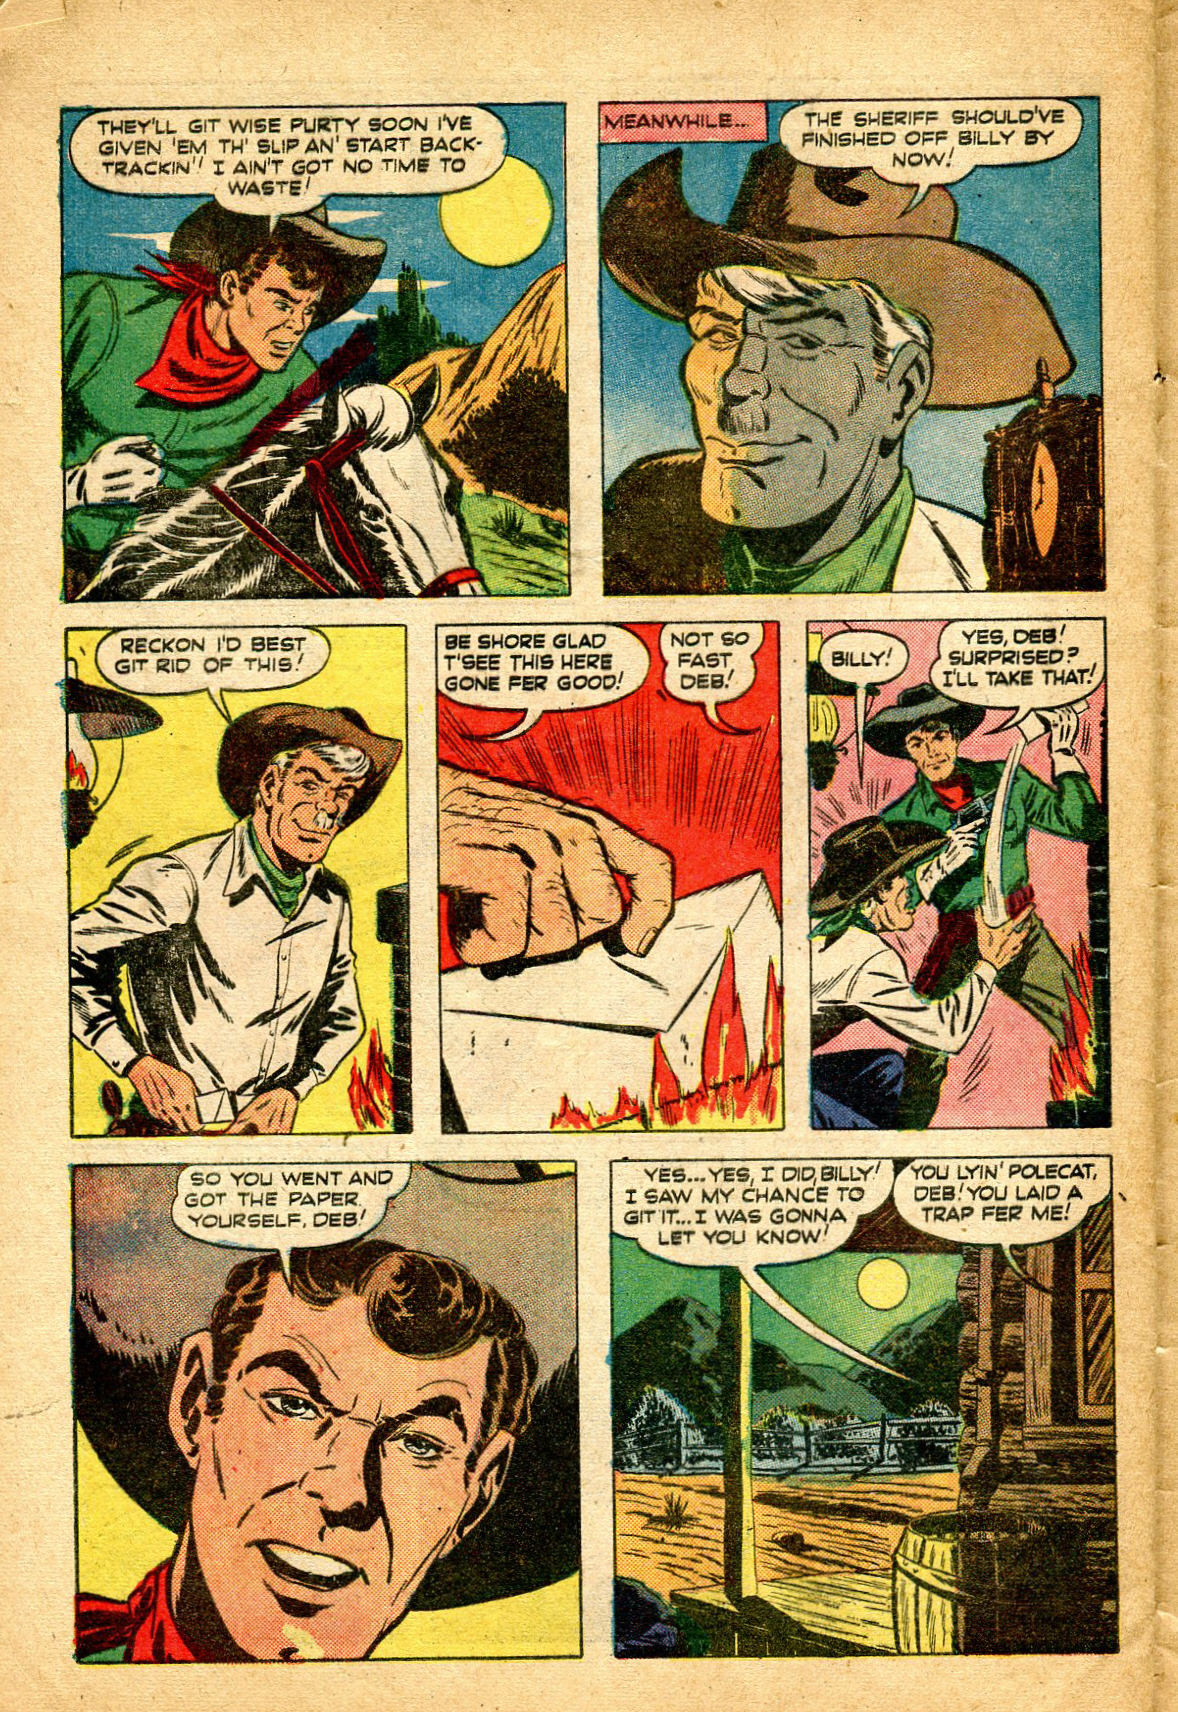 THEY'LL GIT WISE PURTY SOON I'VE
GIVEN 'EM TH' SLIP AN' START BACK-
TRACKIN'! I AIN'T GOT NO TIME TO
WASTE!
MEANWHILE...
THE SHERIFF SHOULD'VE
FINISHED OFF BILLY BY
NOW!
RECKON I'D BEST
GIT RID OF THIS!
BE SHORE GLAD
T'SEE THIS HERE
GONE FER GOOD!
NOT SO
FAST,
DEB!
BILLY!
YES, DEB!
SURPRISED?
I'LL TAKE THAT!
SO YOU WENT AND
GOT THE PAPER
YOURSELF, DEB!
YES...YES, I DID, BILLY!
I SAW MY CHANCE TO
GIT IT...I WAS GONNA
LET YOU KNOW!
YOU LYIN' POLECAT,
DEB! YOU LAID A
TRAP FER ME!